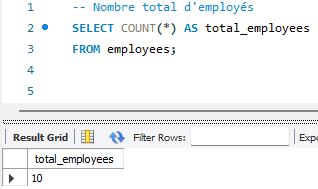 1 -- Nombre total d'employés
2 SELECT COUNT(*) AS total_employees
3 FROM employees;
4
5
Result Grid Filter Rows:
total_employees
10